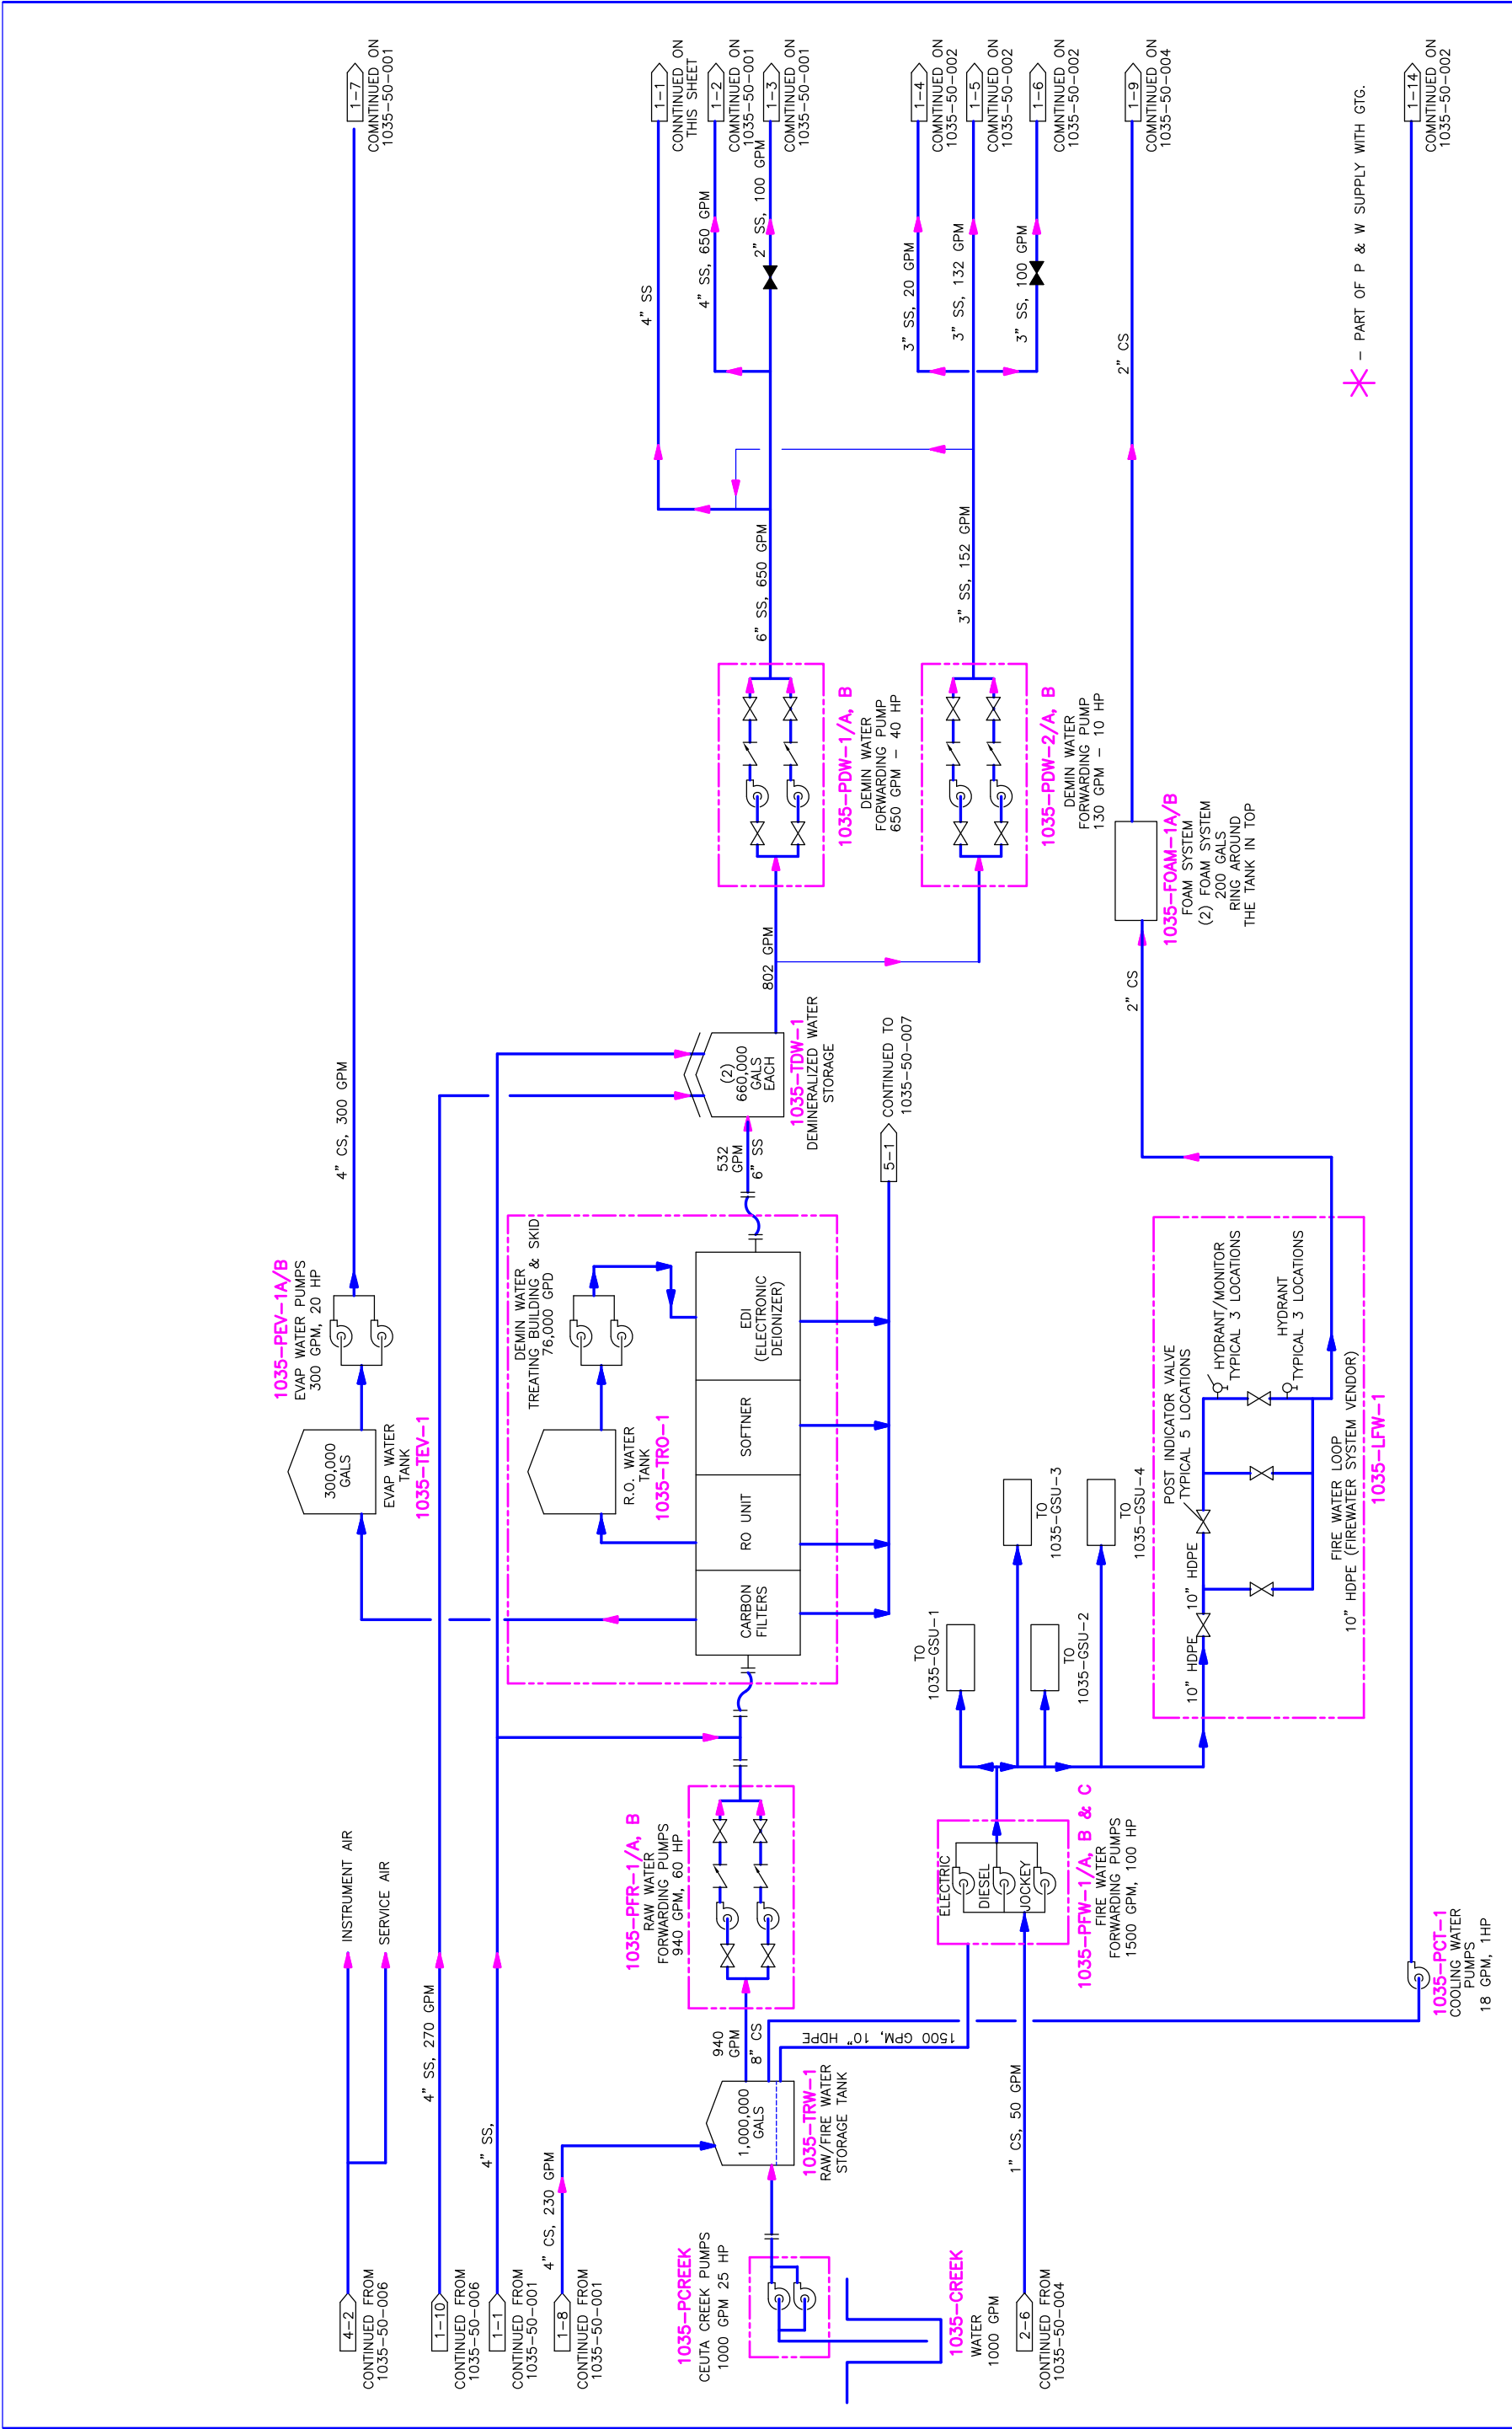 4-2
CONTINUED FROM
1035-50-006
INSTRUMENT AIR
SERVICE AIR
1-10
CONTINUED FROM
1035-50-006
4" SS, 270 GPM
1-1
CONTINUED FROM
1035-50-001
4" SS,
1-8
CONTINUED FROM
1035-50-001
4" CS, 230 GPM
1035-PCREEK
CEUTA CREEK PUMPS
1000 GPM 25 HP
1035-CREEK
WATER
1000 GPM
2-6
CONTINUED FROM
1035-50-004
1" CS, 50 GPM
1,000,000
GALS
1035-TRW-1
RAW/FIRE WATER
STORAGE TANK
940
GPM
8" CS
1500 GPM, 10" HDPE
1035-PFR-1/A, B
RAW WATER
FORWARDING PUMPS
940 GPM, 60 HP
ELECTRIC
DIESEL
JOCKEY
1035-PFW-1/A, B & C
FIRE WATER
FORWARDING PUMPS
1500 GPM, 100 HP
1035-PCT-1
COOLING WATER
PUMPS
18 GPM, 1HP
300,000
GALS
EVAP WATER
TANK
1035-TEV-1
1035-PEV-1A/B
EVAP WATER PUMPS
300 GPM, 20 HP
4" CS, 300 GPM
1-7
COMNTINUED ON
1035-50-001
DEMIN WATER
TREATING BUILDING & SKID
76,000 GPD
R.O. WATER
TANK
1035-TRO-1
CARBON
FILTERS
RO UNIT
SOFTNER
EDI
(ELECTRONIC
DEIONIZER)
532
GPM
6" SS
5-1
CONTINUED TO
1035-50-007
TO
1035-GSU-1
TO
1035-GSU-2
TO
1035-GSU-3
TO
1035-GSU-4
10" HDPE
10" HDPE
POST INDICATOR VALVE
TYPICAL 5 LOCATIONS
HYDRANT/MONITOR
TYPICAL 3 LOCATIONS
HYDRANT
TYPICAL 3 LOCATIONS
FIRE WATER LOOP
10" HDPE (FIREWATER SYSTEM VENDOR)
1035-LFW-1
(2)
660,000
GALS
EACH
1035-TDW-1
DEMINERALIZED WATER
STORAGE
802 GPM
1035-PDW-1/A, B
DEMIN WATER
FORWARDING PUMP
650 GPM - 40 HP
1035-PDW-2/A, B
DEMIN WATER
FORWARDING PUMP
130 GPM - 10 HP
2" CS
1035-FOAM-1A/B
FOAM SYSTEM
(2) FOAM SYSTEM
200 GALS
RING AROUND
THE TANK IN TOP
6" SS, 650 GPM
3" SS, 152 GPM
4" SS
1-1
CONNTINUED ON
THIS SHEET
4" SS, 650 GPM
1-2
COMNTINUED ON
1035-50-001
2" SS, 100 GPM
1-3
COMNTINUED ON
1035-50-001
3" SS, 20 GPM
1-4
COMNTINUED ON
1035-50-002
3" SS, 132 GPM
1-5
COMNTINUED ON
1035-50-002
3" SS, 100 GPM
1-6
COMNTINUED ON
1035-50-002
2" CS
1-9
COMNTINUED ON
1035-50-004
- PART OF P & W SUPPLY WITH GTG.
1-14
COMNTINUED ON
1035-50-002